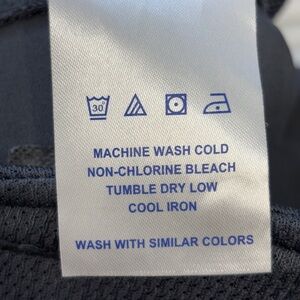 30
MACHINE WASH COLD
NON-CHLORINE BLEACH
TUMBLE DRY LOW
COOL IRON
WASH WITH SIMILAR COLORS